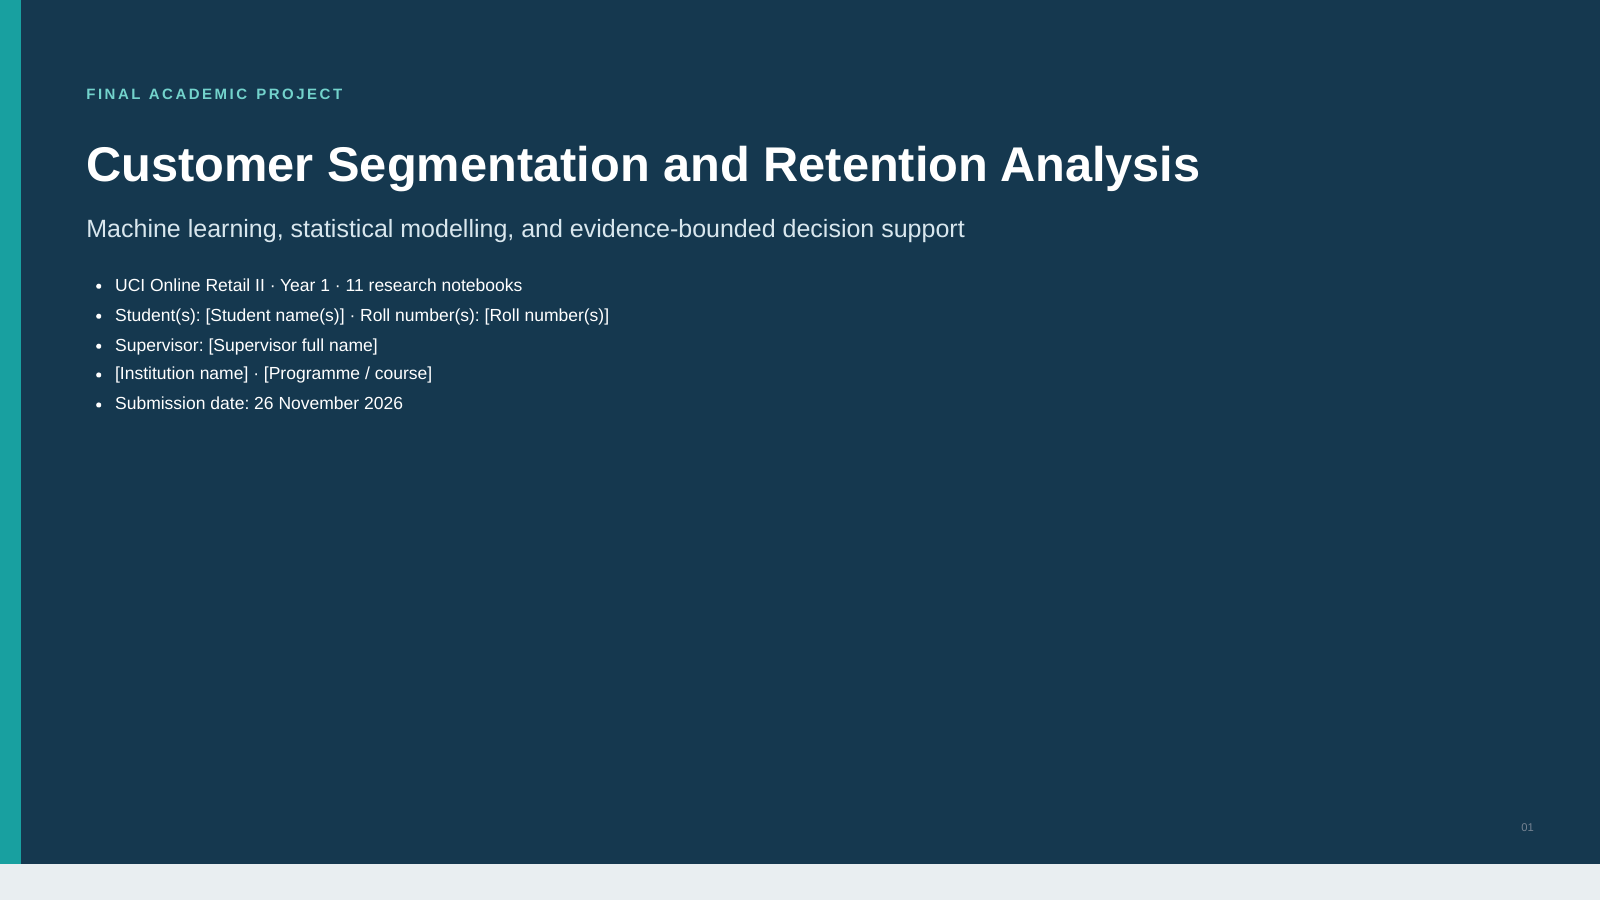 FINAL ACADEMIC PROJECT
Customer Segmentation and Retention Analysis
Machine learning, statistical modelling, and evidence-bounded decision support
• UCI Online Retail II · Year 1 · 11 research notebooks
• Student(s): [Student name(s)] · Roll number(s): [Roll number(s)]
• Supervisor: [Supervisor full name]
• [Institution name] · [Programme / course]
• Submission date: 26 November 2026
01